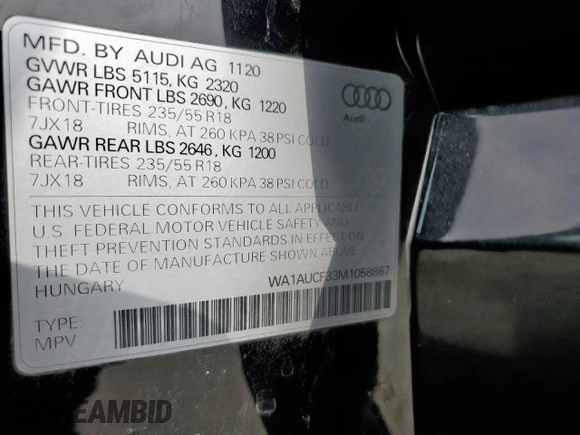 MFD. BY AUDI AG 1120
GVWR LBS 5115, KG 2320
GAWR FRONT LBS 2690, KG 1220
FRONT-TIRES 235/55 R18
7JX18 RIMS, AT 260 KPA 38 PSI COLD
GAWR REAR LBS 2646, KG 1200
REAR-TIRES 235/55 R18
7JX18 RIMS, AT 260 KPA 38 PSI COLD
Audi
THIS VEHICLE CONFORMS TO ALL APPLICABLE
U.S. FEDERAL MOTOR VEHICLE SAFETY AND
THEFT PREVENTION STANDARDS IN EFFECT ON
THE DATE OF MANUFACTURE SHOWN ABOVE
HUNGARY
WA1AUCF33M1058867
TYPE:
MPV